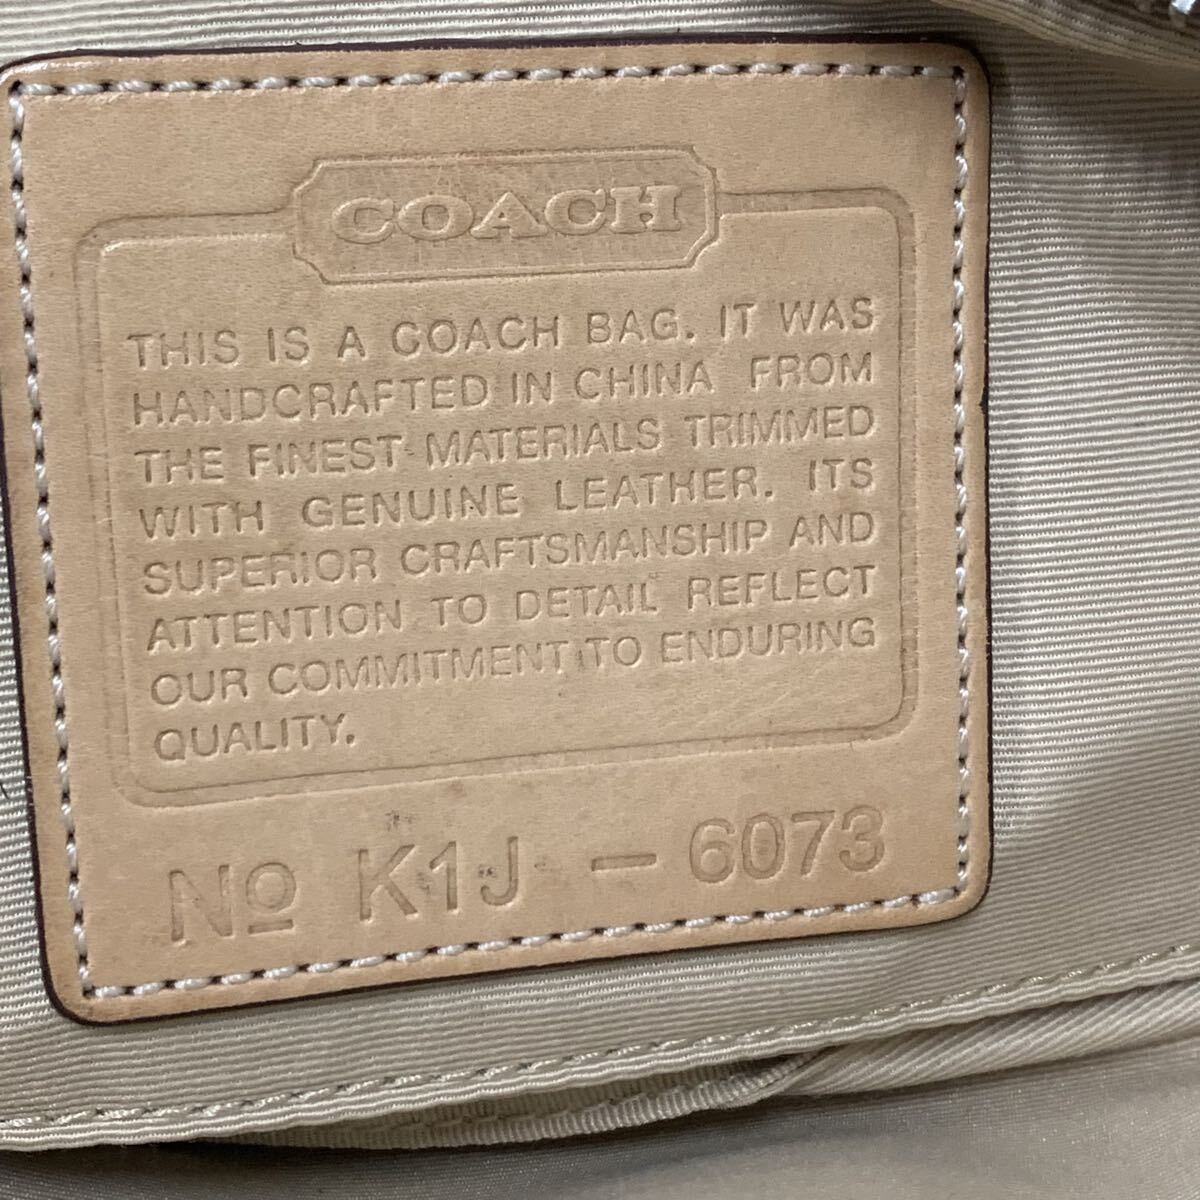 COACH
THIS IS A COACH BAG. IT WAS
HANDCRAFTED IN CHINA FROM
THE FINEST MATERIALS TRIMMED
WITH GENUINE LEATHER. ITS
SUPERIOR CRAFTSMANSHIP AND
ATTENTION TO DETAIL REFLECT
OUR COMMITMENT TO ENDURING
QUALITY.
Nº K1J - 6073